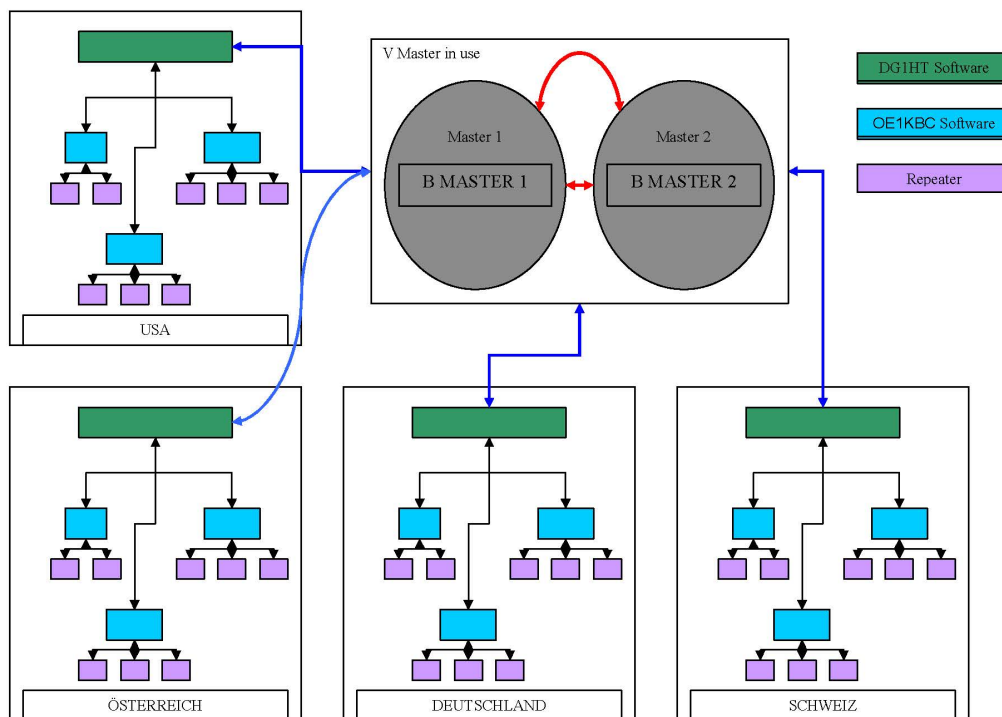 V Master in use
Master 1
Master 2
B MASTER 1
B MASTER 2
DG1HT Software
OE1KBC Software
Repeater
USA
ÖSTERREICH
DEUTSCHLAND
SCHWEIZ